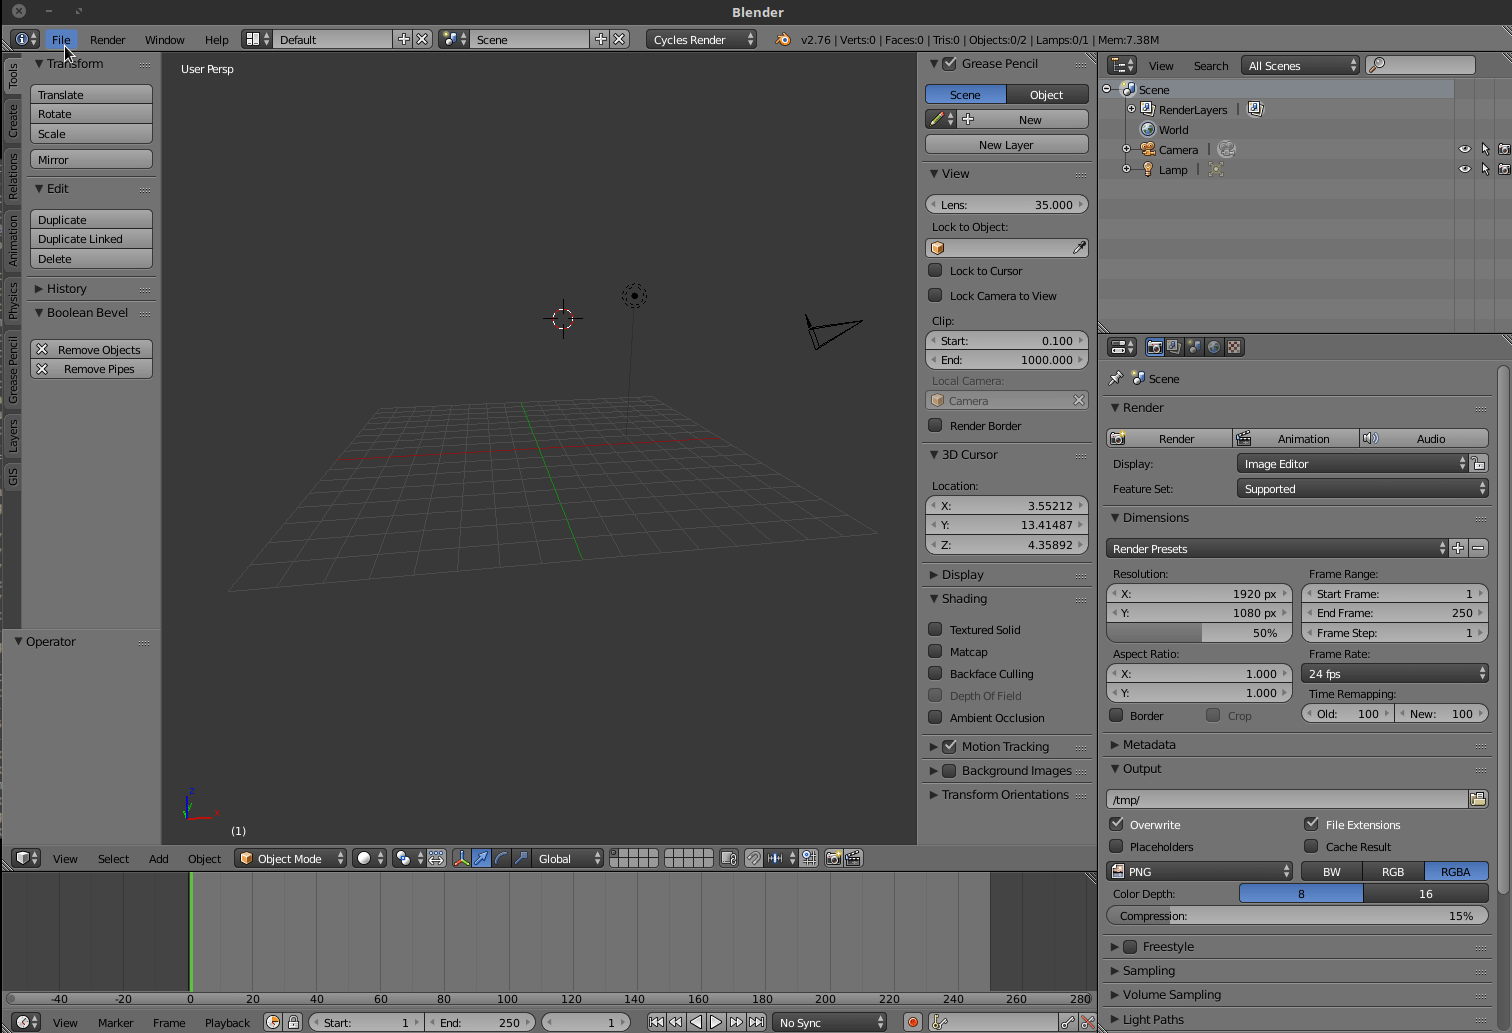 Blender
File Render Window Help Default Scene Cycles Render v2.76 | Verts:0 | Faces:0 | Tris:0 | Objects:0/2 | Lamps:0/1 | Mem:7.38M
Tools
Create
Relations
Animation
Physics
Grease Pencil
Layers
GIS
Transform
Translate
Rotate
Scale
Mirror
Edit
Duplicate
Duplicate Linked
Delete
History
Boolean Bevel
Remove Objects
Remove Pipes
Operator
User Persp
z
x
(1)
Grease Pencil
Scene Object
New
New Layer
View
Lens: 35.000
Lock to Object:
Lock to Cursor
Lock Camera to View
Clip:
Start: 0.100
End: 1000.000
Local Camera:
Camera
Render Border
3D Cursor
Location:
X: 3.55212
Y: 13.41487
Z: 4.35892
Display
Shading
Textured Solid
Matcap
Backface Culling
Depth Of Field
Ambient Occlusion
Motion Tracking
Background Images
Transform Orientations
View Search All Scenes
Scene
RenderLayers
World
Camera
Lamp
Scene
Render
Render Animation Audio
Display: Image Editor
Feature Set: Supported
Dimensions
Render Presets
Resolution: Frame Range:
X: 1920 px Start Frame: 1
Y: 1080 px End Frame: 250
50% Frame Step: 1
Aspect Ratio: Frame Rate:
X: 1.000 24 fps
Y: 1.000 Time Remapping:
Border Crop Old: 100 New: 100
Metadata
Output
/tmp/
Overwrite File Extensions
Placeholders Cache Result
PNG BW RGB RGBA
Color Depth: 8 16
Compression: 15%
Freestyle
Sampling
Volume Sampling
Light Paths
View Select Add Object Object Mode Global
-40 -20 0 20 40 60 80 100 120 140 160 180 200 220 240 260 280
View Marker Frame Playback Start: 1 End: 250 1 No Sync